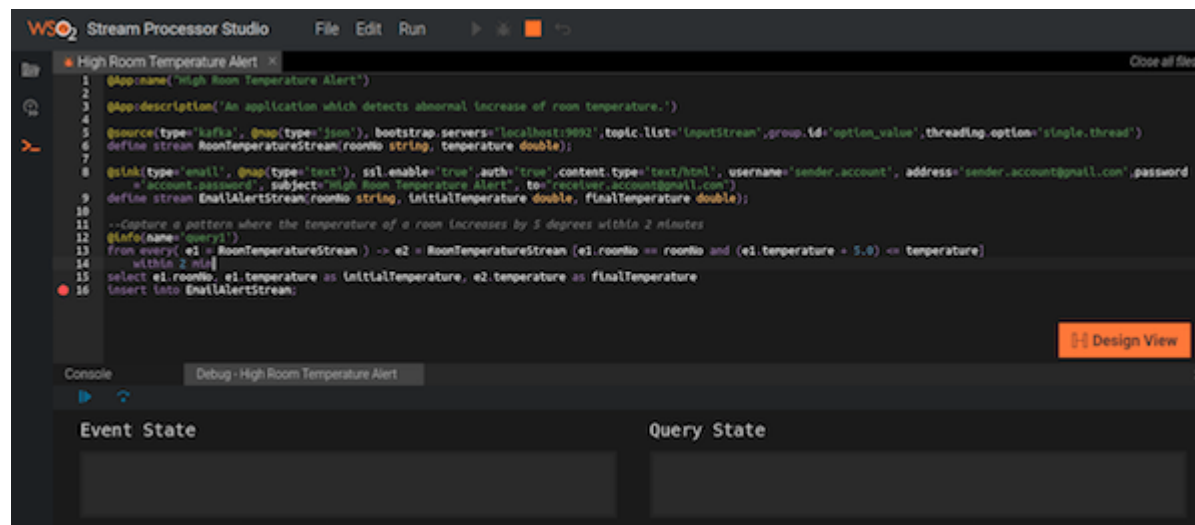 WSO2 Stream Processor Studio File Edit Run
High Room Temperature Alert × Close all files
1 @App:name("High Room Temperature Alert")
2
3 @App:description('An application which detects abnormal increase of room temperature.')
4
5 @source(type='kafka', @map(type='json'), bootstrap.servers='localhost:9092',topic.list='inputStream',group.id='option_value',threading.option='single.thread')
6 define stream RoomTemperatureStream(roomNo string, temperature double);
7
8 @sink(type='email', @map(type='text'), ssl.enable='true',auth='true',content.type='text/html', username='sender.account', address='sender.account@gmail.com',password
='account.password', subject="High Room Temperature Alert", to="receiver.account@gmail.com")
9 define stream EmailAlertStream(roomNo string, initialTemperature double, finalTemperature double);
10
11 --Capture a pattern where the temperature of a room increases by 5 degrees within 2 minutes
12 @info(name='query1')
13 from every( e1 = RoomTemperatureStream ) -> e2 = RoomTemperatureStream [e1.roomNo == roomNo and (e1.temperature + 5.0) <= temperature]
14 within 2 min
15 select e1.roomNo, e1.temperature as initialTemperature, e2.temperature as finalTemperature
16 insert into EmailAlertStream;
Design View
Console Debug - High Room Temperature Alert
Event State Query State